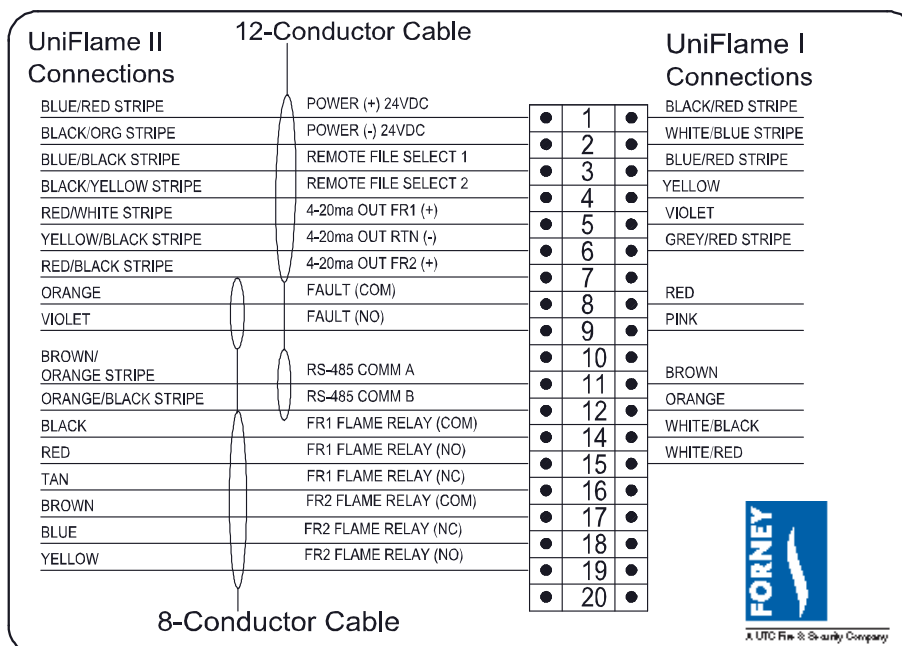 UniFlame II
Connections
12-Conductor Cable
UniFlame I
Connections
BLUE/RED STRIPE POWER (+) 24VDC 1 BLACK/RED STRIPE
BLACK/ORG STRIPE POWER (-) 24VDC 2 WHITE/BLUE STRIPE
BLUE/BLACK STRIPE REMOTE FILE SELECT 1 3 BLUE/RED STRIPE
BLACK/YELLOW STRIPE REMOTE FILE SELECT 2 4 YELLOW
RED/WHITE STRIPE 4-20ma OUT FR1 (+) 5 VIOLET
YELLOW/BLACK STRIPE 4-20ma OUT RTN (-) 6 GREY/RED STRIPE
RED/BLACK STRIPE 4-20ma OUT FR2 (+) 7
ORANGE FAULT (COM) 8 RED
VIOLET FAULT (NO) 9 PINK
10
BROWN/
ORANGE STRIPE RS-485 COMM A 11 BROWN
ORANGE/BLACK STRIPE RS-485 COMM B 12 ORANGE
BLACK FR1 FLAME RELAY (COM) 14 WHITE/BLACK
RED FR1 FLAME RELAY (NO) 15 WHITE/RED
TAN FR1 FLAME RELAY (NC) 16
BROWN FR2 FLAME RELAY (COM) 17
BLUE FR2 FLAME RELAY (NC) 18
YELLOW FR2 FLAME RELAY (NO) 19
20
8-Conductor Cable
FORNEY
A UTC Fire & Security Company